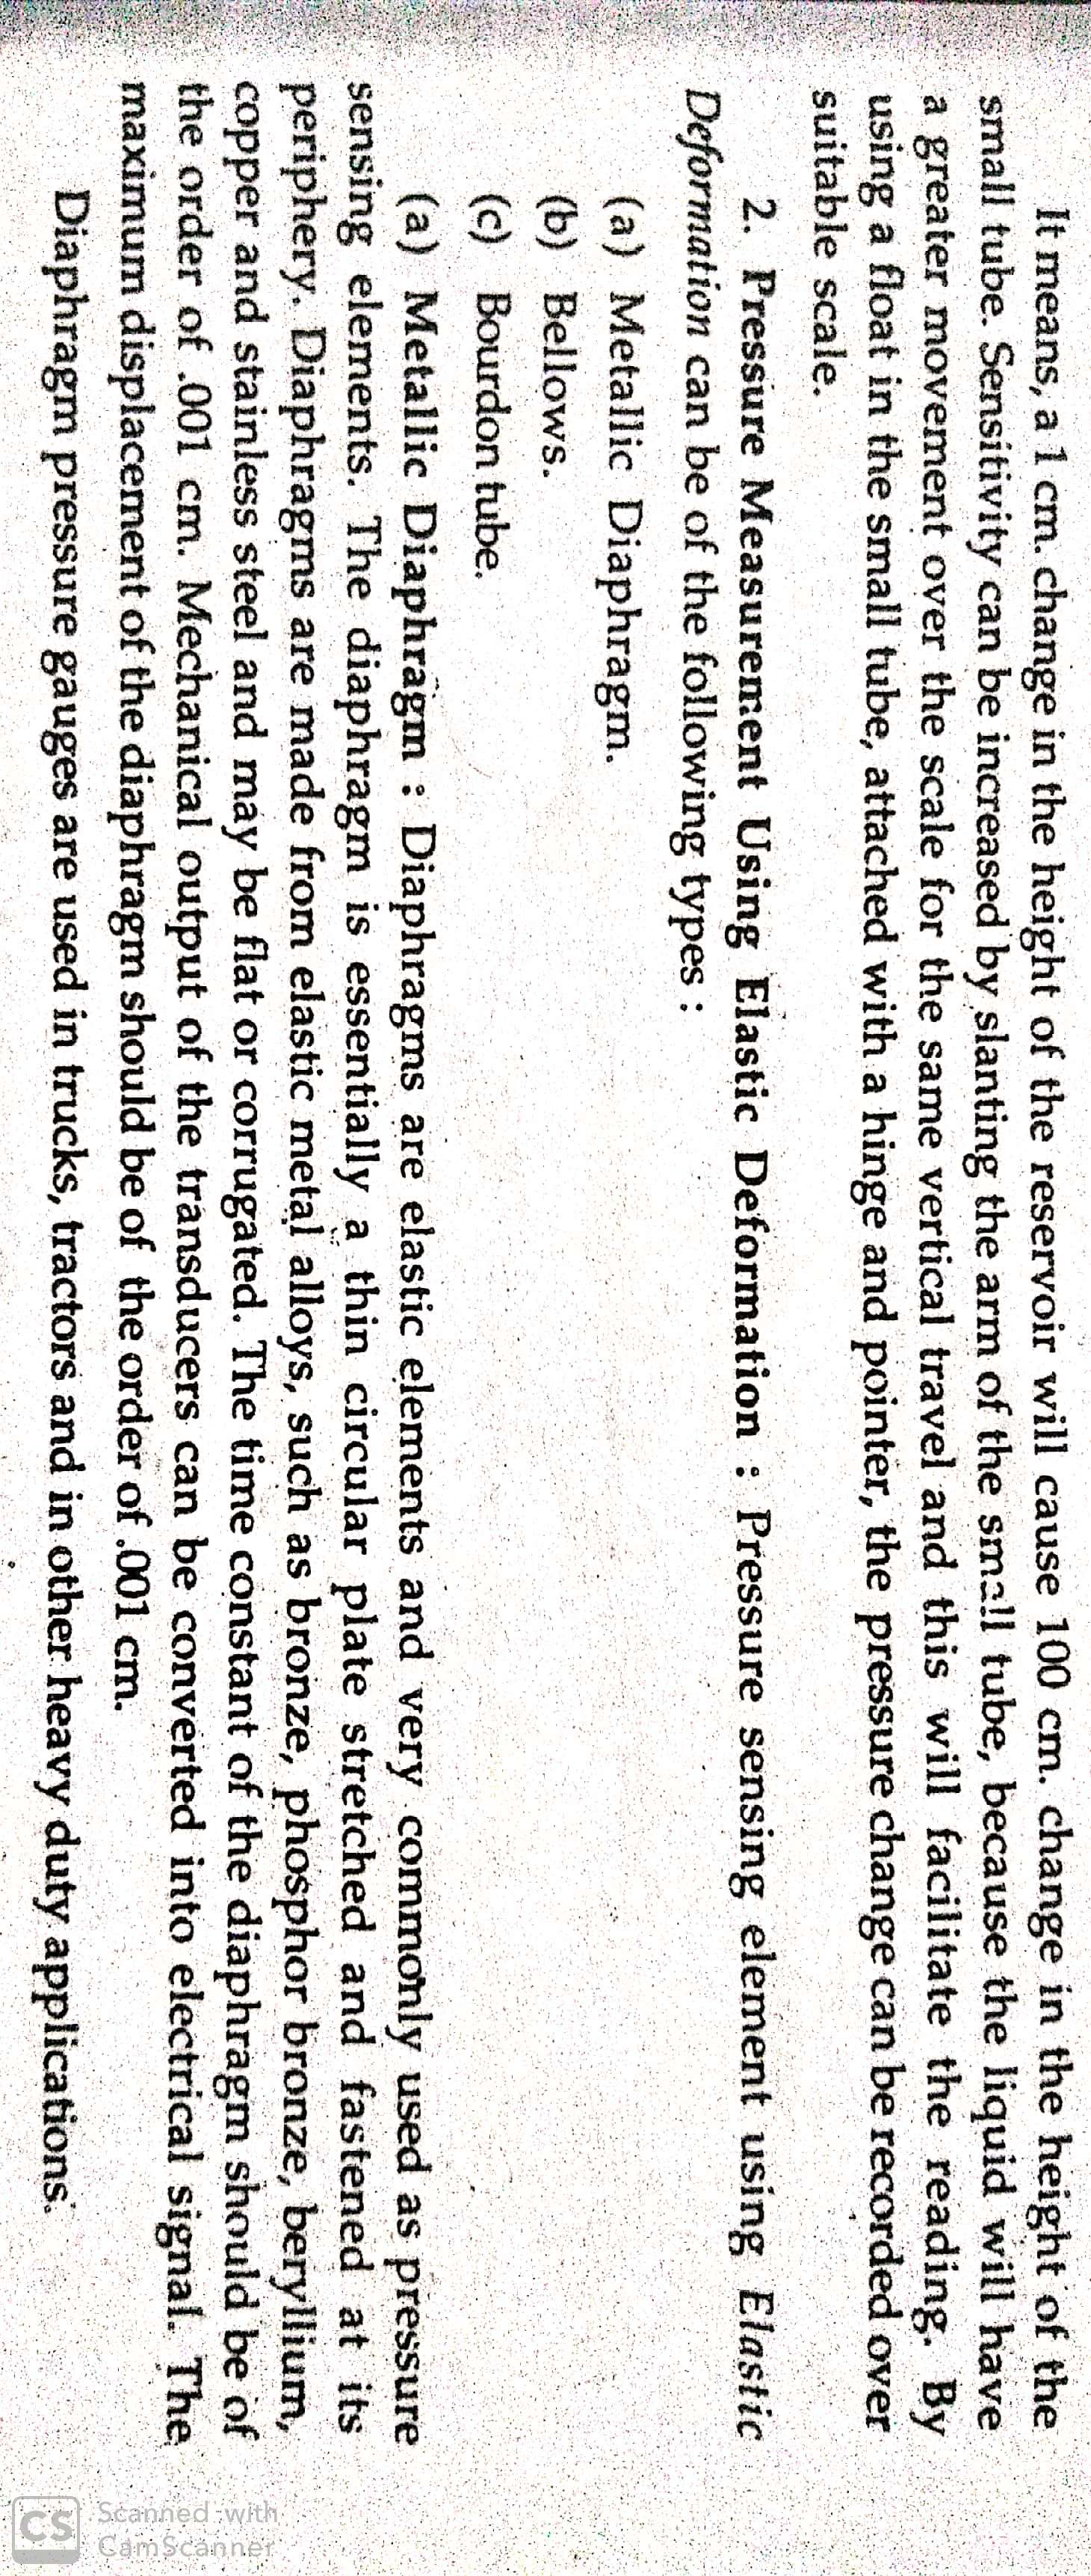 It means, a 1 cm. change in the height of the reservoir will cause 100 cm. change in the height of the
small tube. Sensitivity can be increased by slanting the arm of the small tube, because the liquid will have
a greater movement over the scale for the same vertical travel and this will facilitate the reading. By
using a float in the small tube, attached with a hinge and pointer, the pressure change can be recorded over
suitable scale.
2. Pressure Measurement Using Elastic Deformation : Pressure sensing element using Elastic
Deformation can be of the following types :
(a) Metallic Diaphragm.
(b) Bellows.
(c) Bourdon tube.
(a) Metallic Diaphragm : Diaphragms are elastic elements and very commonly used as pressure
sensing elements. The diaphragm is essentially a thin circular plate stretched and fastened at its
periphery. Diaphragms are made from elastic metal alloys, such as bronze, phosphor bronze, beryllium,
copper and stainless steel and may be flat or corrugated. The time constant of the diaphragm should be of
the order of .001 cm. Mechanical output of the transducers can be converted into electrical signal. The
maximum displacement of the diaphragm should be of the order of .001 cm.
Diaphragm pressure gauges are used in trucks, tractors and in other heavy duty applications.
CS
Scanned with
CamScanner